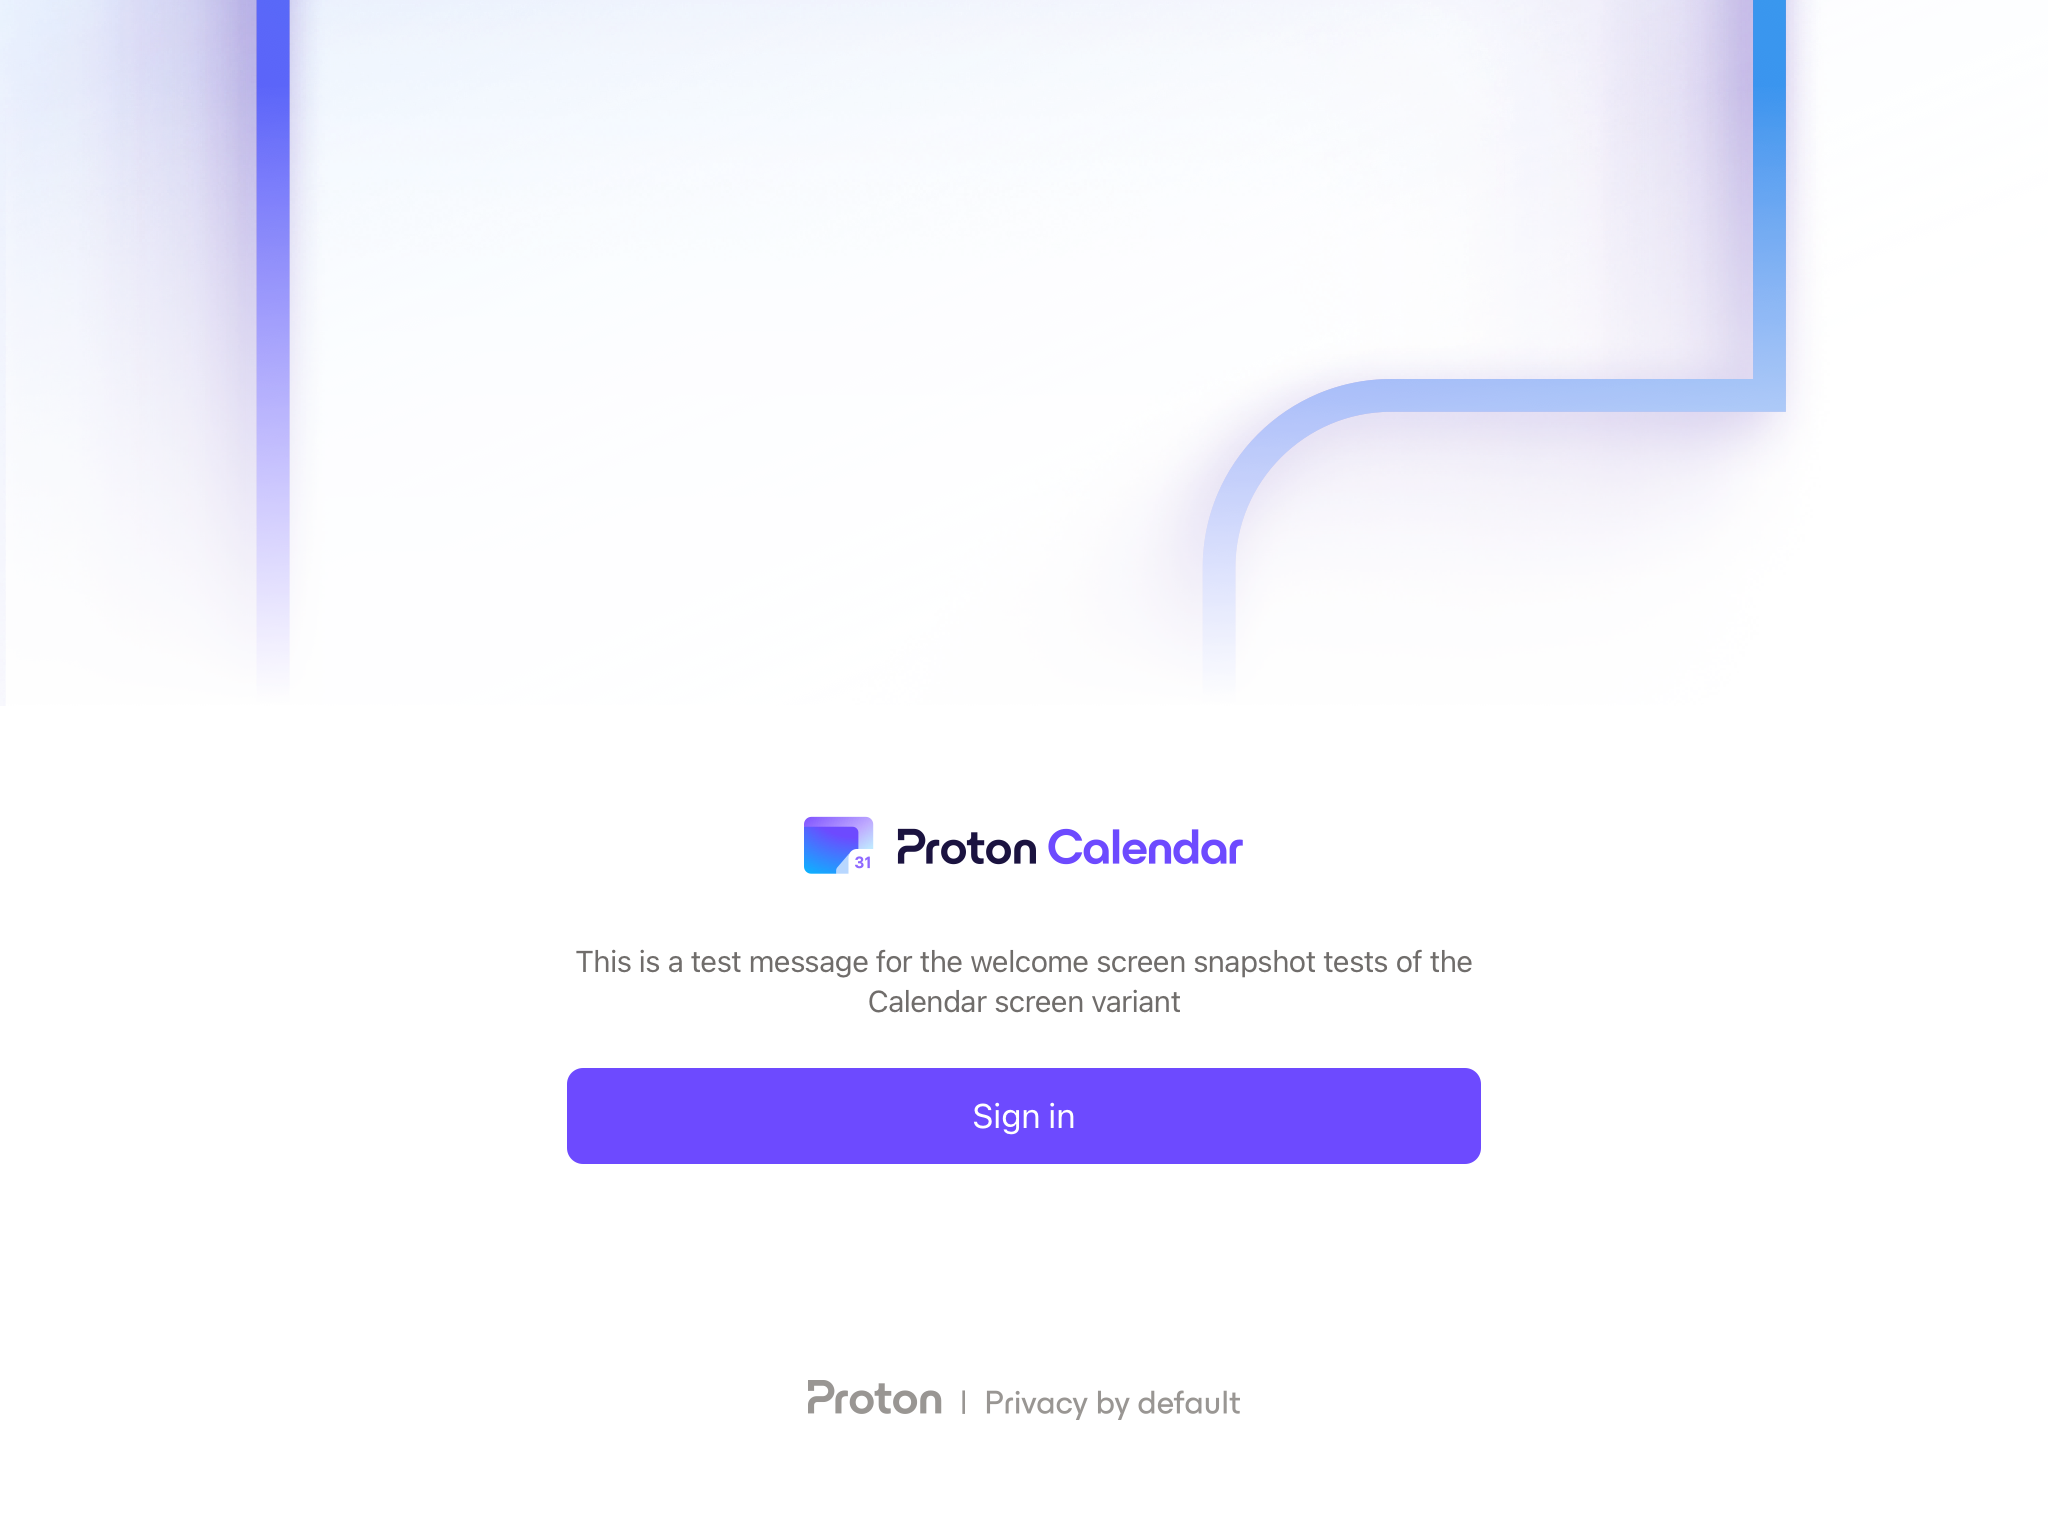 31
Proton Calendar
This is a test message for the welcome screen snapshot tests of the
Calendar screen variant
Sign in
Proton | Privacy by default